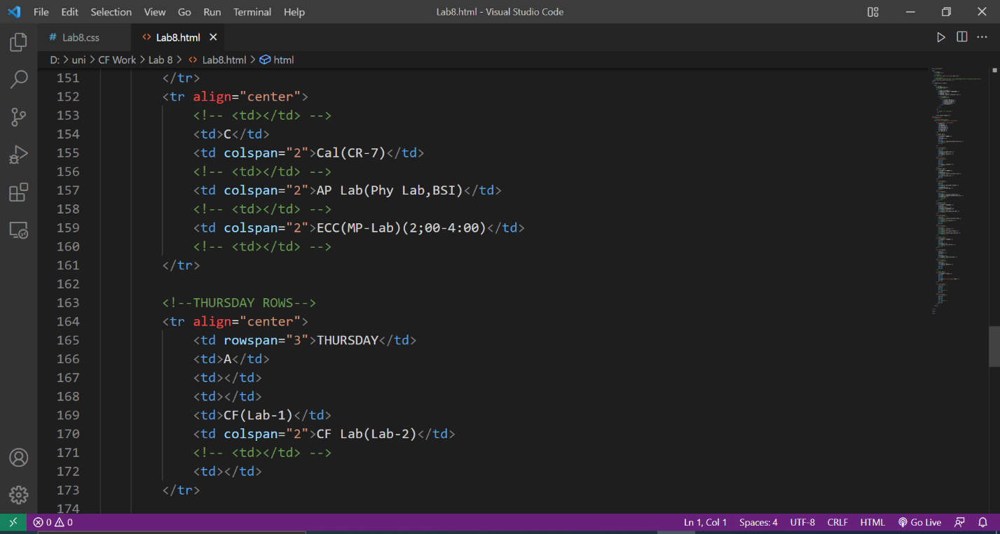 File Edit Selection View Go Run Terminal Help Lab8.html - Visual Studio Code
# Lab8.css <> Lab8.html ×
D: > uni > CF Work > Lab 8 > <> Lab8.html > html
151 </tr>
152 <tr align="center">
153 <!-- <td></td> -->
154 <td>C</td>
155 <td colspan="2">Cal(CR-7)</td>
156 <!-- <td></td> -->
157 <td colspan="2">AP Lab(Phy Lab,BSI)</td>
158 <!-- <td></td> -->
159 <td colspan="2">ECC(MP-Lab)(2;00-4:00)</td>
160 <!-- <td></td> -->
161 </tr>
162
163 <!--THURSDAY ROWS-->
164 <tr align="center">
165 <td rowspan="3">THURSDAY</td>
166 <td>A</td>
167 <td></td>
168 <td></td>
169 <td>CF(Lab-1)</td>
170 <td colspan="2">CF Lab(Lab-2)</td>
171 <!-- <td></td> -->
172 <td></td>
173 </tr>
174
0 0 Ln 1, Col 1 Spaces: 4 UTF-8 CRLF HTML Go Live